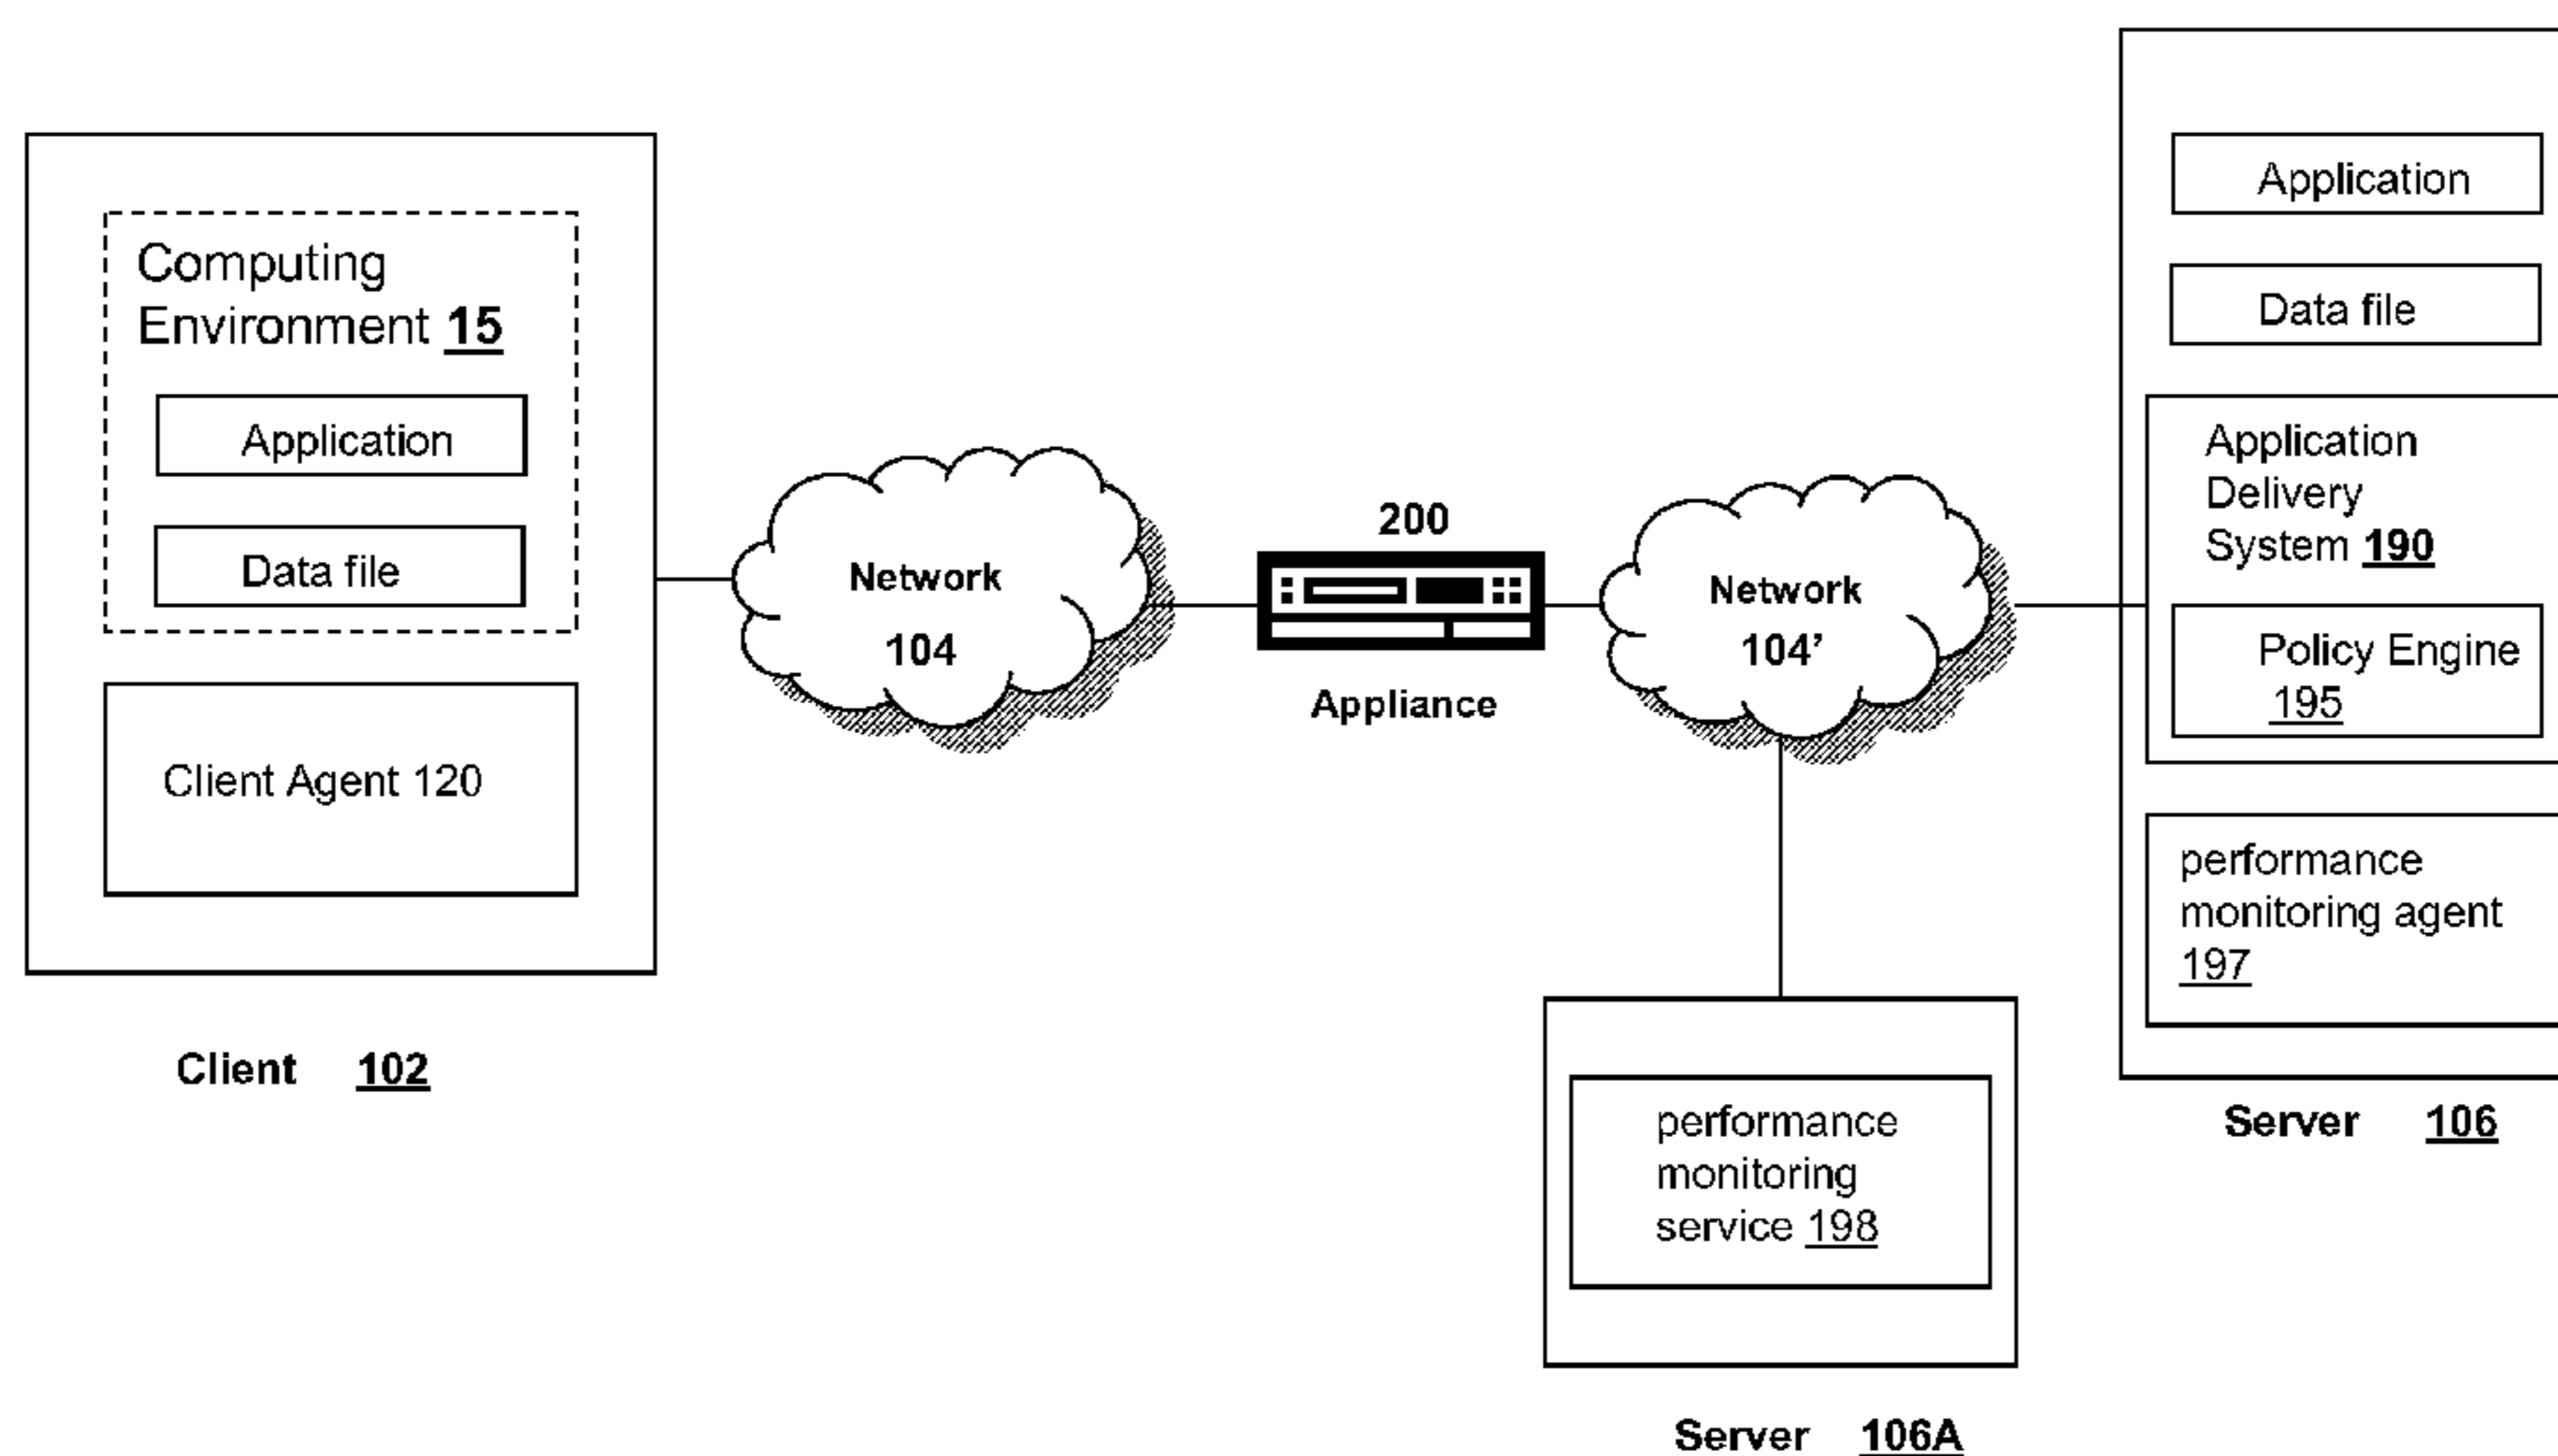 Computing
Environment 15
Application
Data file
Client Agent 120
Client 102
Network
104
200
Appliance
Network
104’
performance
monitoring
service 198
Server 106A
Application
Data file
Application
Delivery
System 190
Policy Engine
195
performance
monitoring agent
197
Server 106